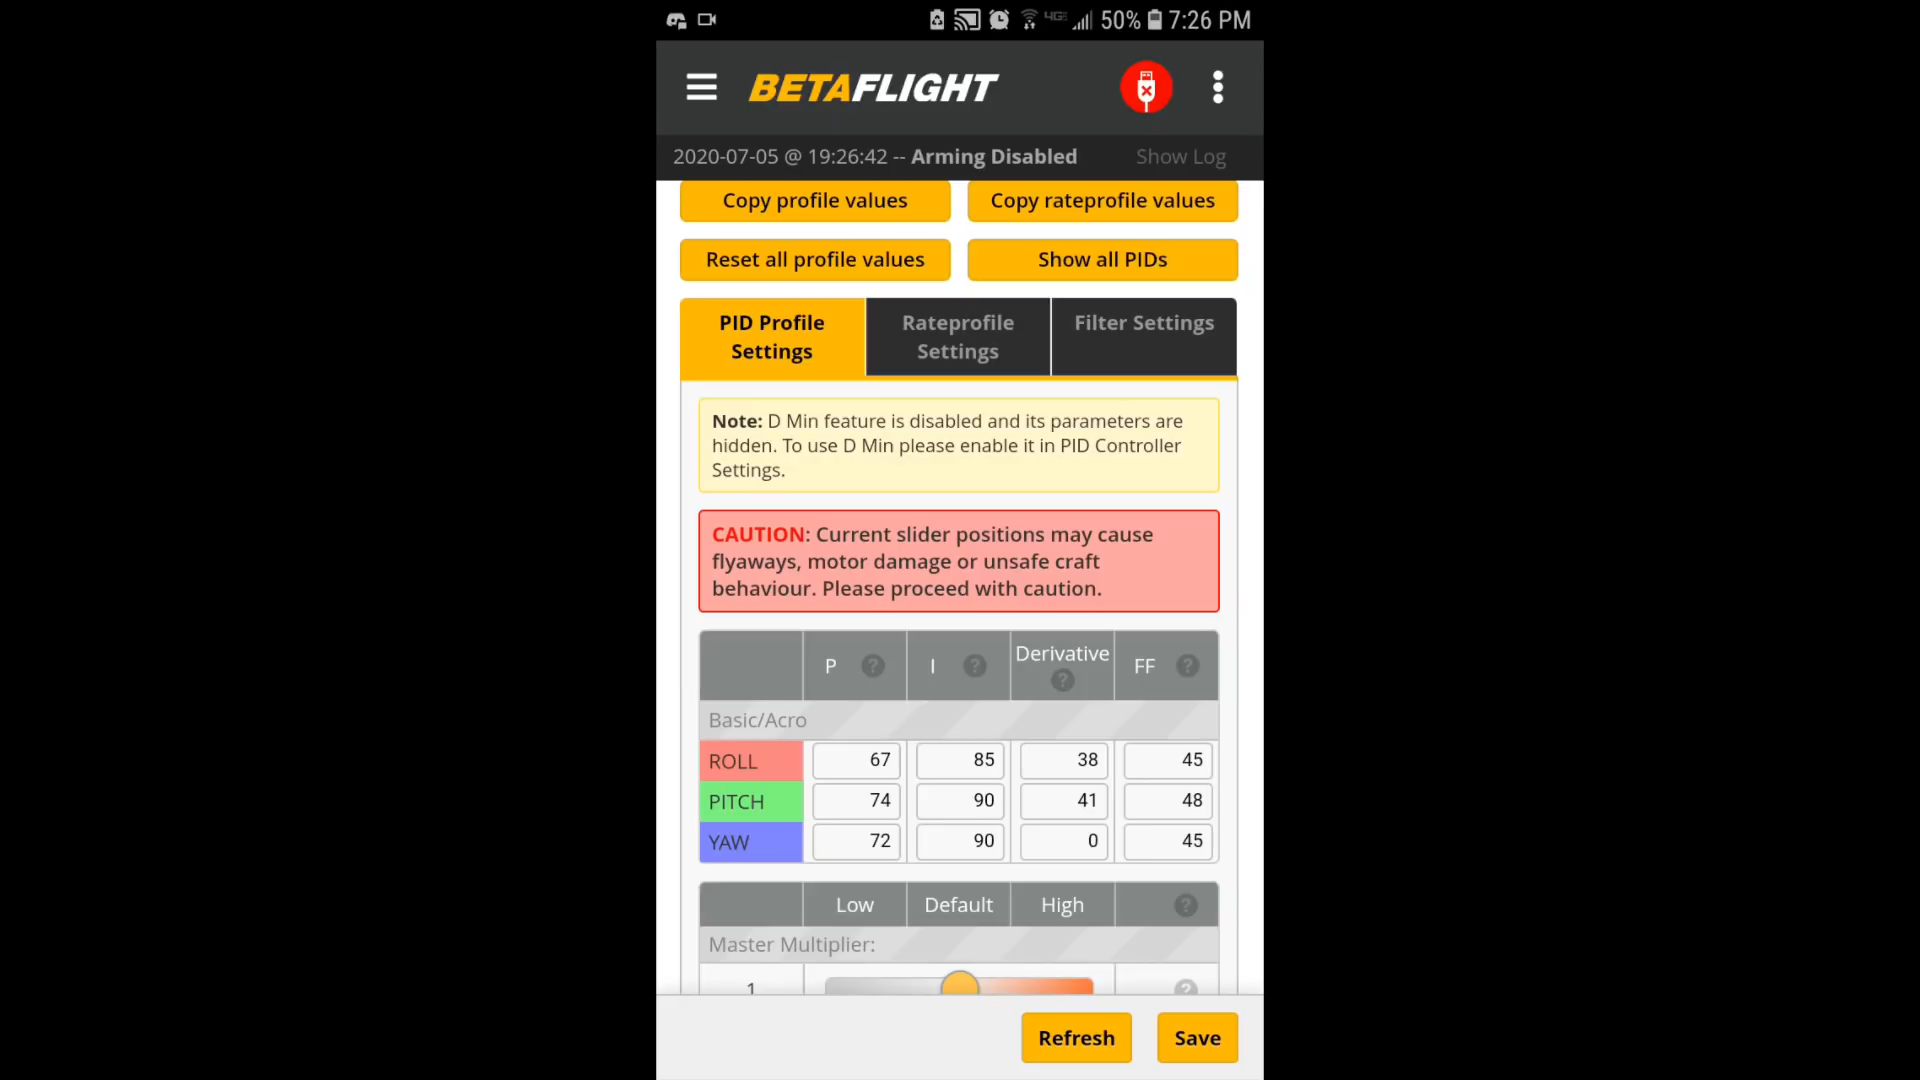 4GE 50% 7:26 PM
BETAFLIGHT
2020-07-05 @ 19:26:42 -- Arming Disabled Show Log
Copy profile values Copy rateprofile values
Reset all profile values Show all PIDs
PID Profile Settings Rateprofile Settings Filter Settings
Note: D Min feature is disabled and its parameters are
hidden. To use D Min please enable it in PID Controller
Settings.
CAUTION: Current slider positions may cause
flyaways, motor damage or unsafe craft
behaviour. Please proceed with caution.
P ? I ? Derivative ? FF ?
Basic/Acro
ROLL 67 85 38 45
PITCH 74 90 41 48
YAW 72 90 0 45
Low Default High ?
Master Multiplier:
1 ?
Refresh Save